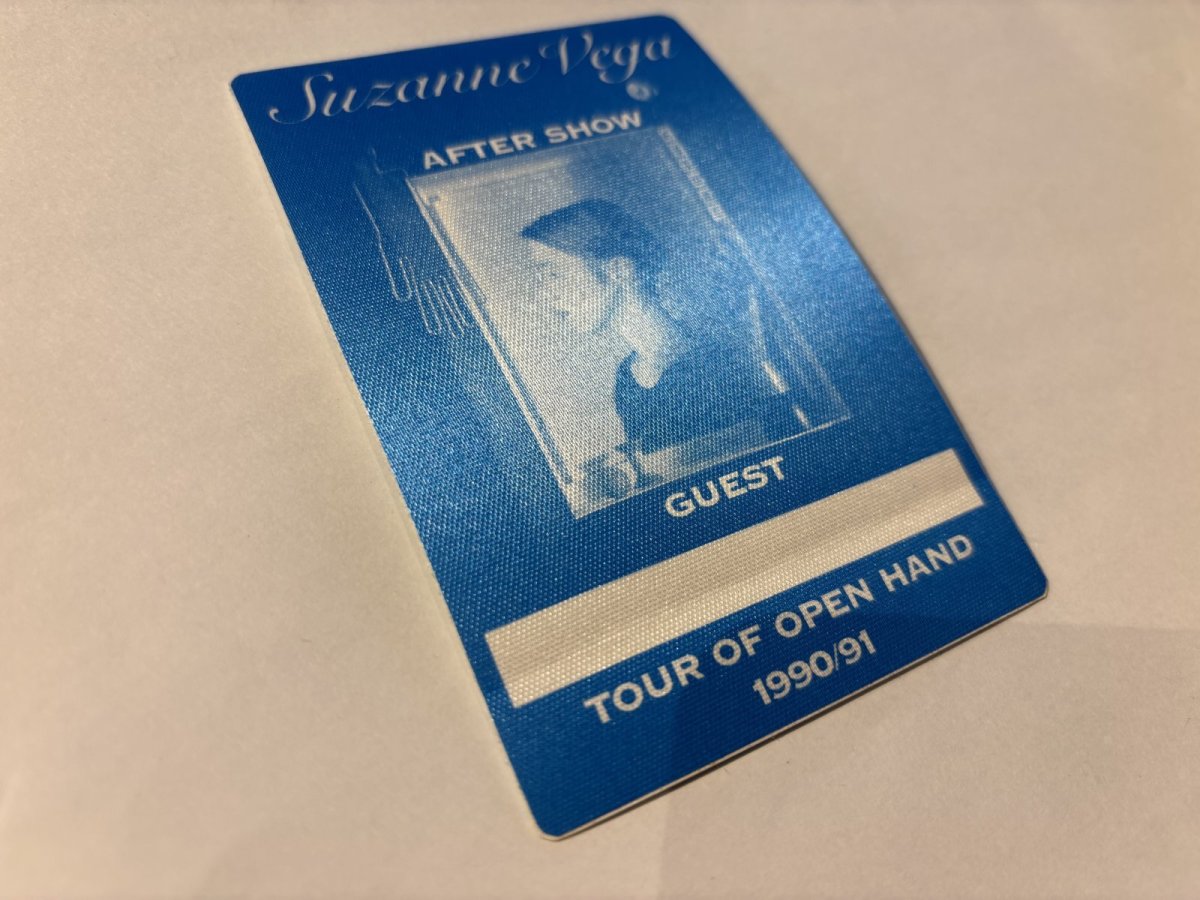 Suzanne Vega
AFTER SHOW
GUEST
TOUR OF OPEN HAND
1990/91